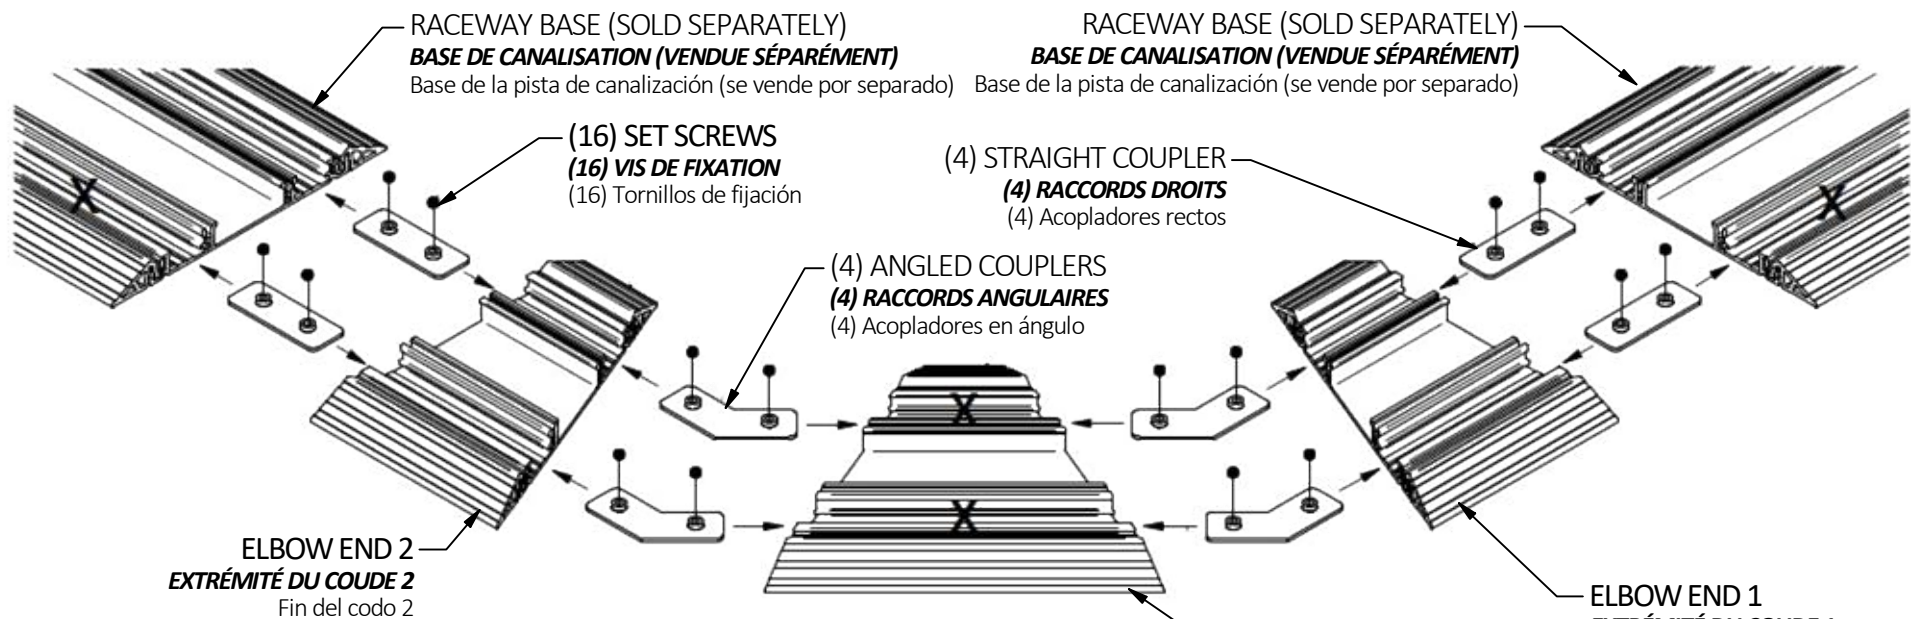 RACEWAY BASE (SOLD SEPARATELY)
BASE DE CANALISATION (VENDUE SÉPARÉMENT)
Base de la pista de canalización (se vende por separado)
RACEWAY BASE (SOLD SEPARATELY)
BASE DE CANALISATION (VENDUE SÉPARÉMENT)
Base de la pista de canalización (se vende por separado)
(16) SET SCREWS
(16) VIS DE FIXATION
(16) Tornillos de fijación
(4) STRAIGHT COUPLER
(4) RACCORDS DROITS
(4) Acopladores rectos
X
X
(4) ANGLED COUPLERS
(4) RACCORDS ANGULAIRES
(4) Acopladores en ángulo
X
X
ELBOW END 2
EXTRÉMITÉ DU COUDE 2
Fin del codo 2
ELBOW END 1